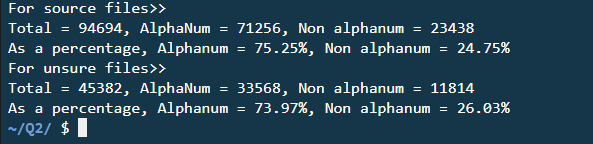 For source files>>
Total = 94694, AlphaNum = 71256, Non alphanum = 23438
As a percentage, Alphanum = 75.25%, Non alphanum = 24.75%
For unsure files>>
Total = 45382, AlphaNum = 33568, Non alphanum = 11814
As a percentage, Alphanum = 73.97%, Non alphanum = 26.03%
~/Q2/ $